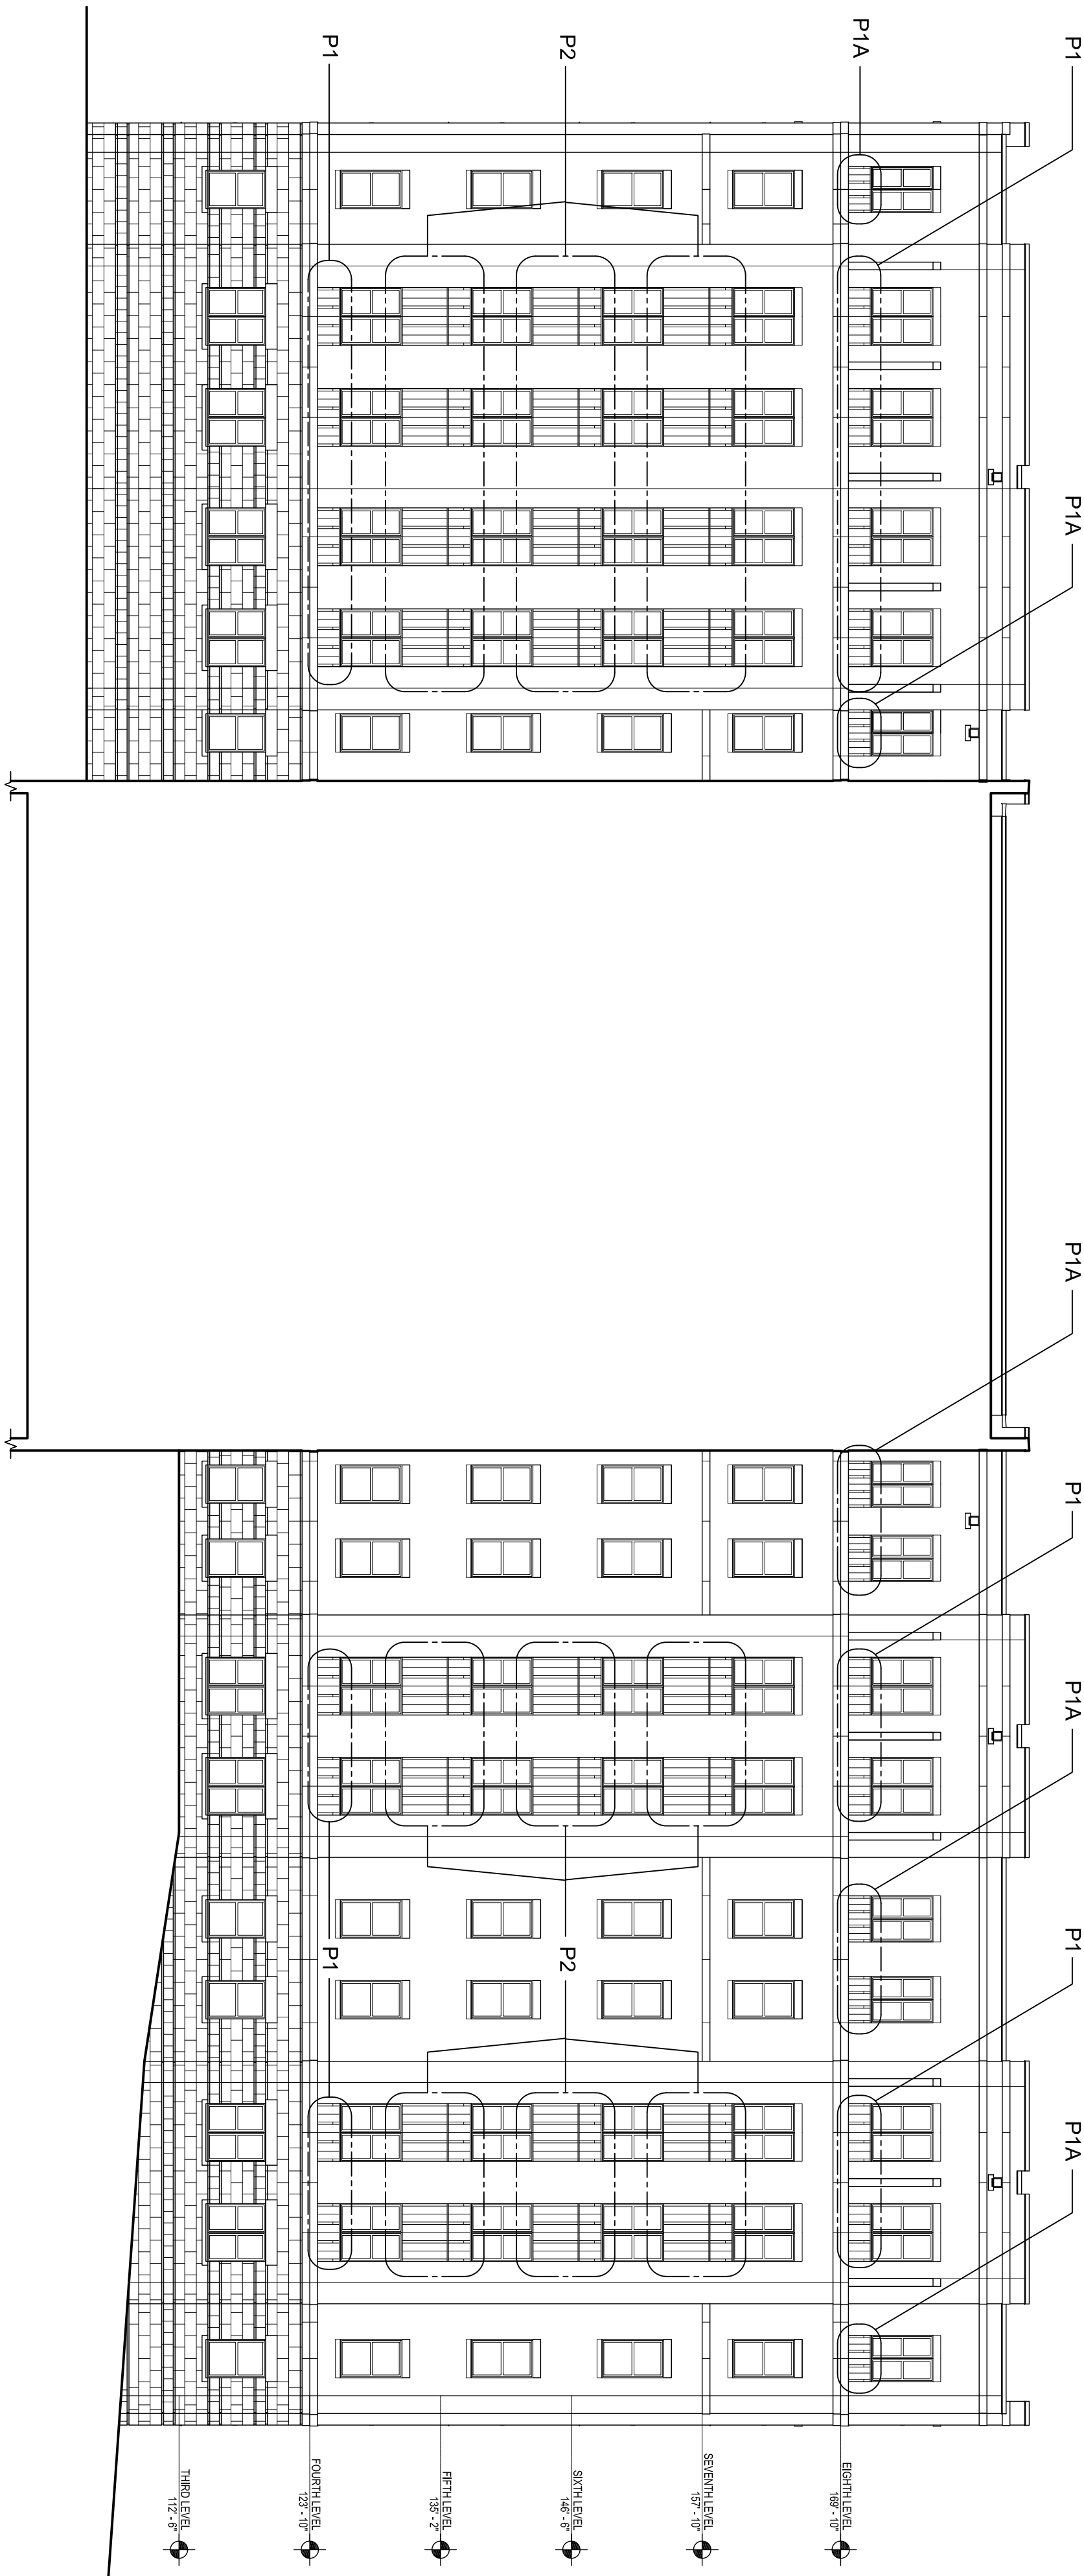 P1
P1A
P1A
P1
P1A
P1
P1A
P1A
EIGHTH LEVEL
169' - 10"
SEVENTH LEVEL
157' - 10"
P2
P2
SIXTH LEVEL
146' - 6"
FIFTH LEVEL
135' - 2"
P1
P1
FOURTH LEVEL
123' - 10"
THIRD LEVEL
112' - 6"